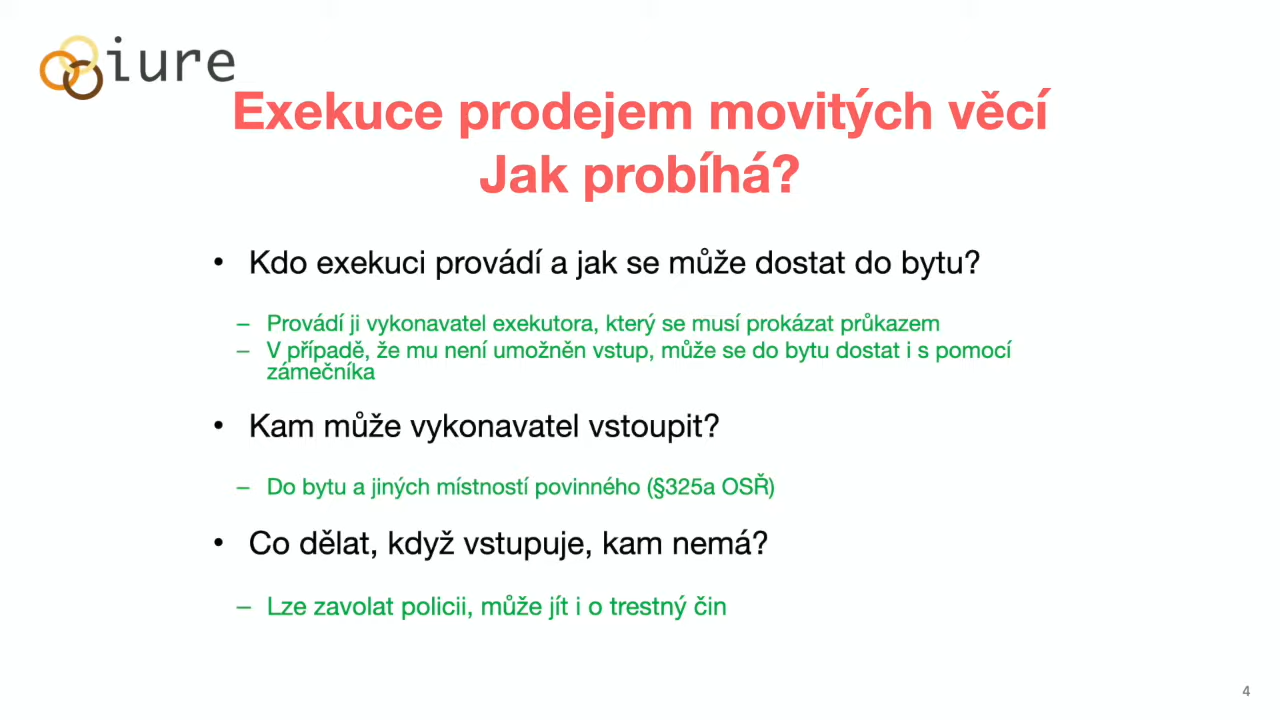 iure
Exekuce prodejem movitých věcí
Jak probíhá?
• Kdo exekuci provádí a jak se může dostat do bytu?
– Provádí ji vykonavatel exekutora, který se musí prokázat průkazem
– V případě, že mu není umožněn vstup, může se do bytu dostat i s pomocí
zámečníka
• Kam může vykonavatel vstoupit?
– Do bytu a jiných místností povinného (§325a OSŘ)
• Co dělat, když vstupuje, kam nemá?
– Lze zavolat policii, může jít i o trestný čin
4